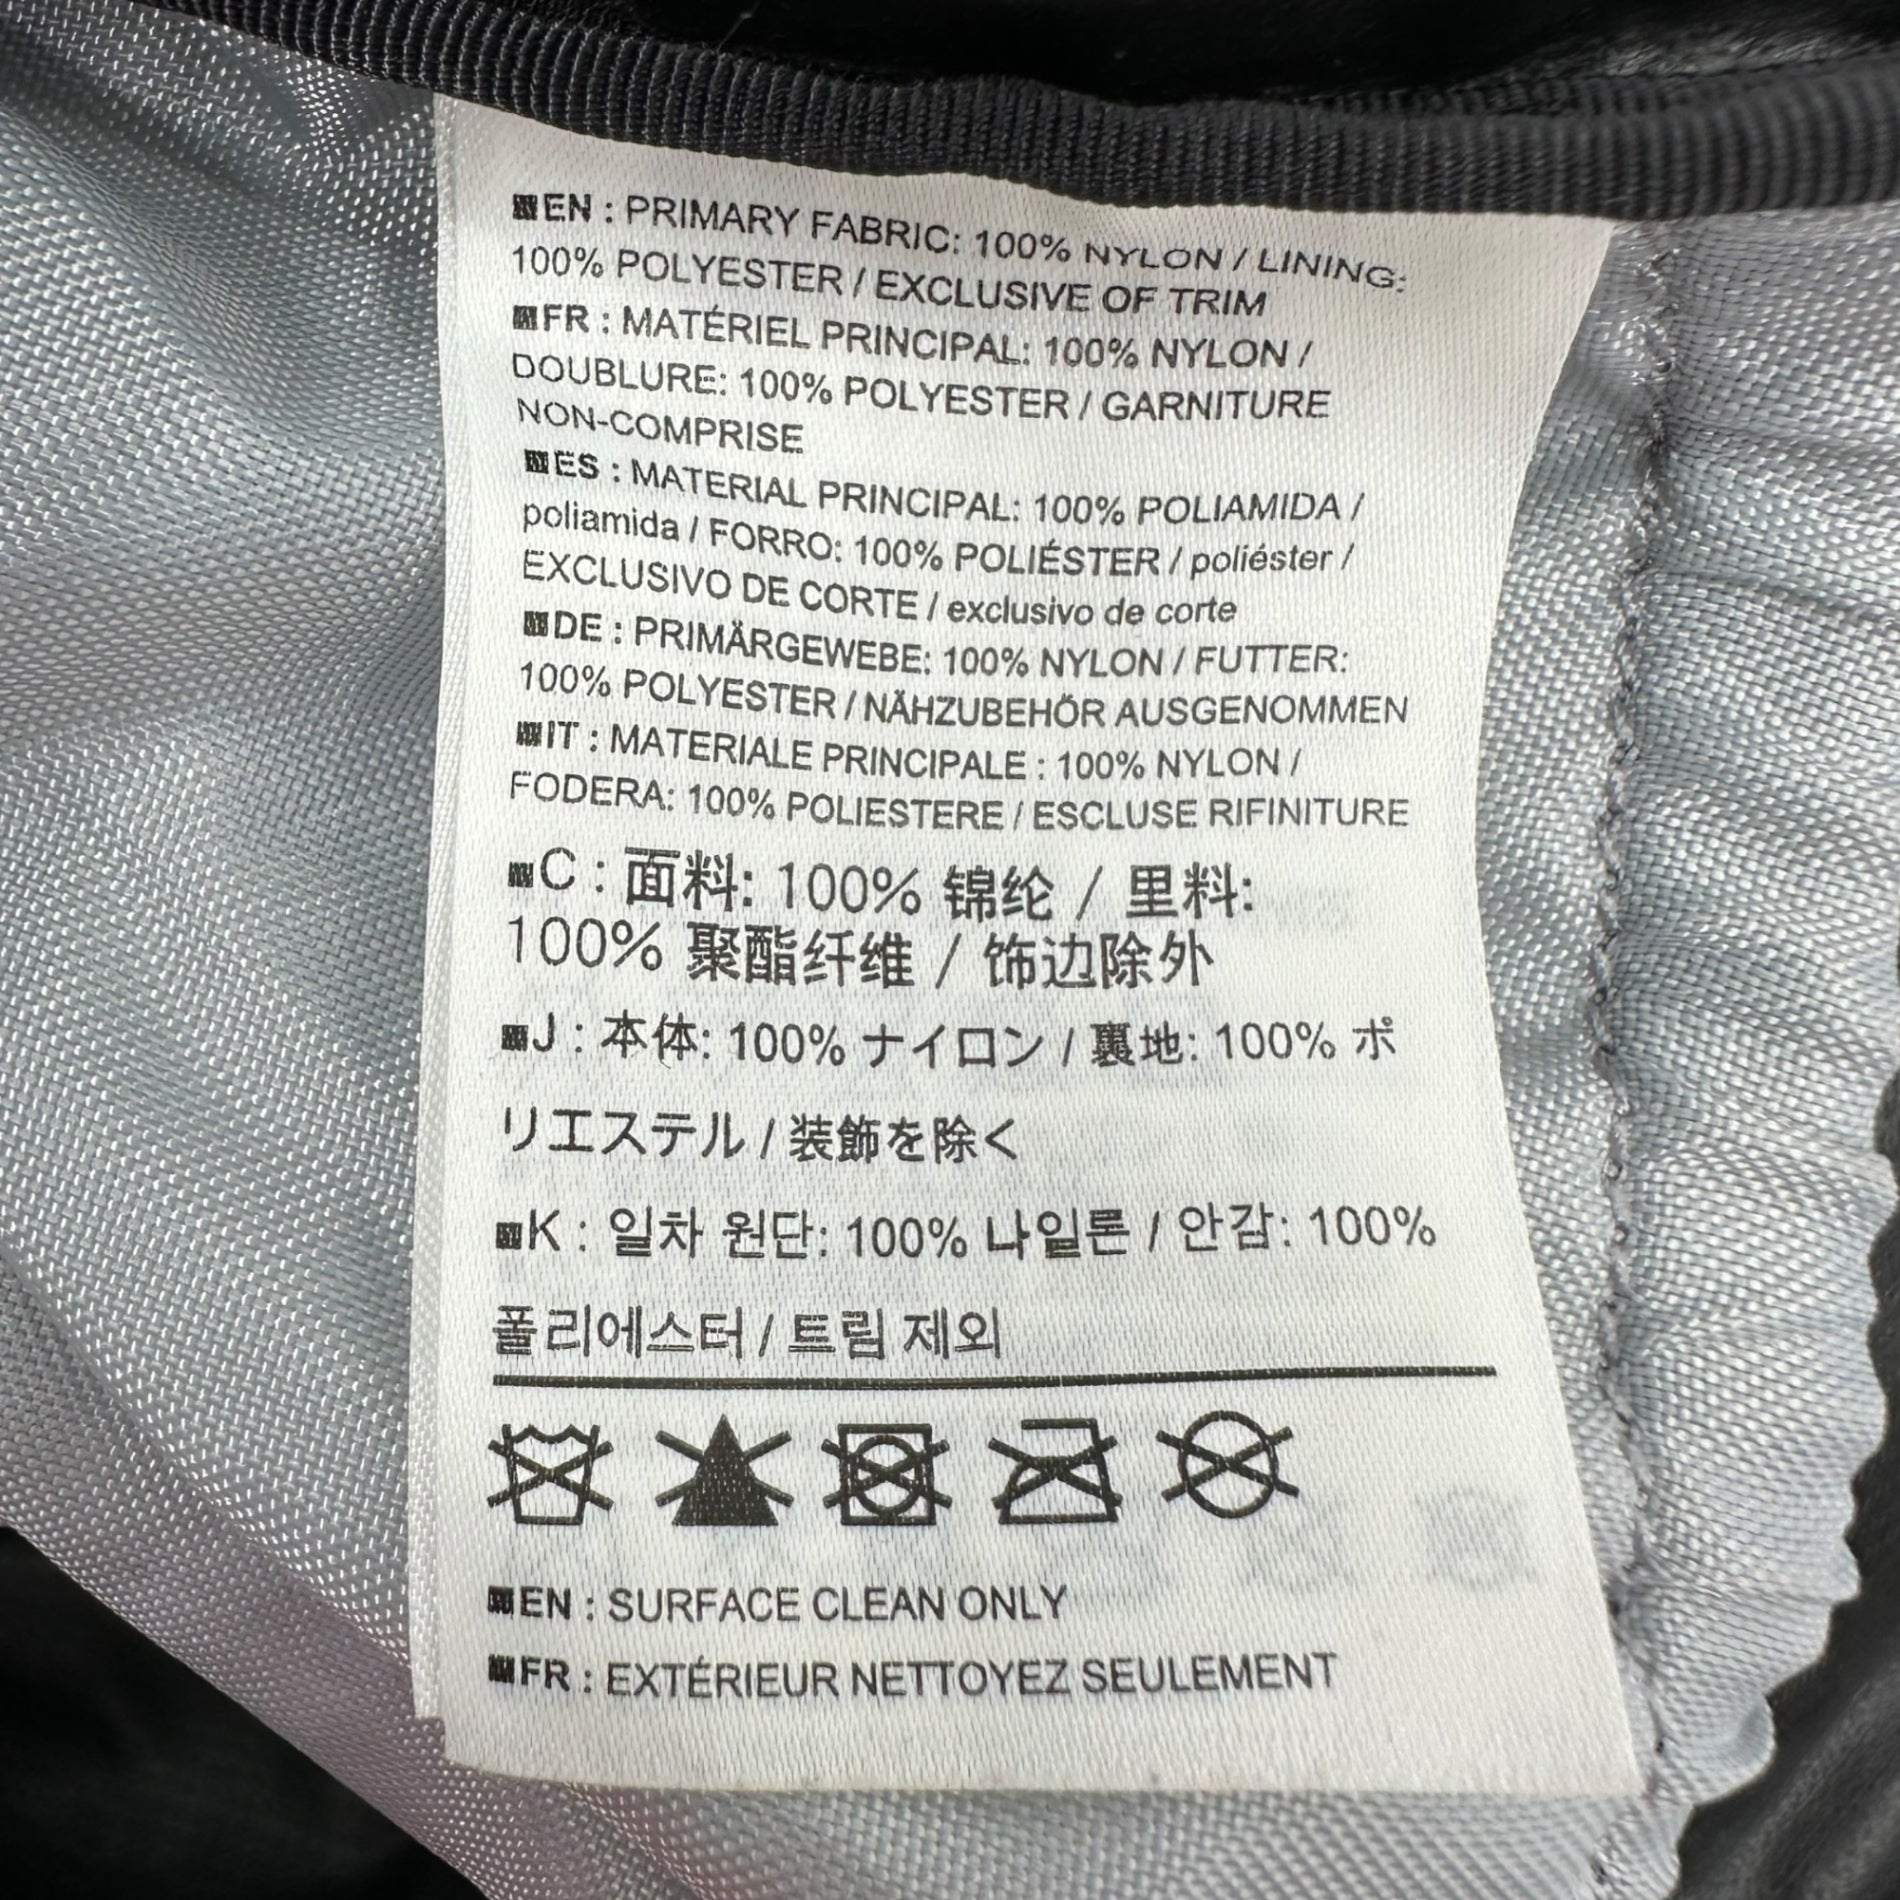 EN : PRIMARY FABRIC: 100% NYLON / LINING:
100% POLYESTER / EXCLUSIVE OF TRIM
FR : MATÉRIEL PRINCIPAL: 100% NYLON /
DOUBLURE: 100% POLYESTER / GARNITURE
NON-COMPRISE
ES : MATERIAL PRINCIPAL: 100% POLIAMIDA /
poliamida / FORRO: 100% POLIÉSTER / poliéster /
EXCLUSIVO DE CORTE / exclusivo de corte
DE : PRIMÄRGEWEBE: 100% NYLON / FUTTER:
100% POLYESTER / NÄHZUBEHÖR AUSGENOMMEN
IT : MATERIALE PRINCIPALE : 100% NYLON /
FODERA: 100% POLIESTERE / ESCLUSE RIFINITURE
C : 面料: 100% 锦纶 / 里料:
100% 聚酯纤维 / 饰边除外
J : 本体: 100% ナイロン / 裏地: 100% ポ
リエステル / 装飾を除く
K : 일차 원단: 100% 나일론 / 안감: 100%
폴리에스터 / 트림 제외
EN : SURFACE CLEAN ONLY
FR : EXTÉRIEUR NETTOYEZ SEULEMENT